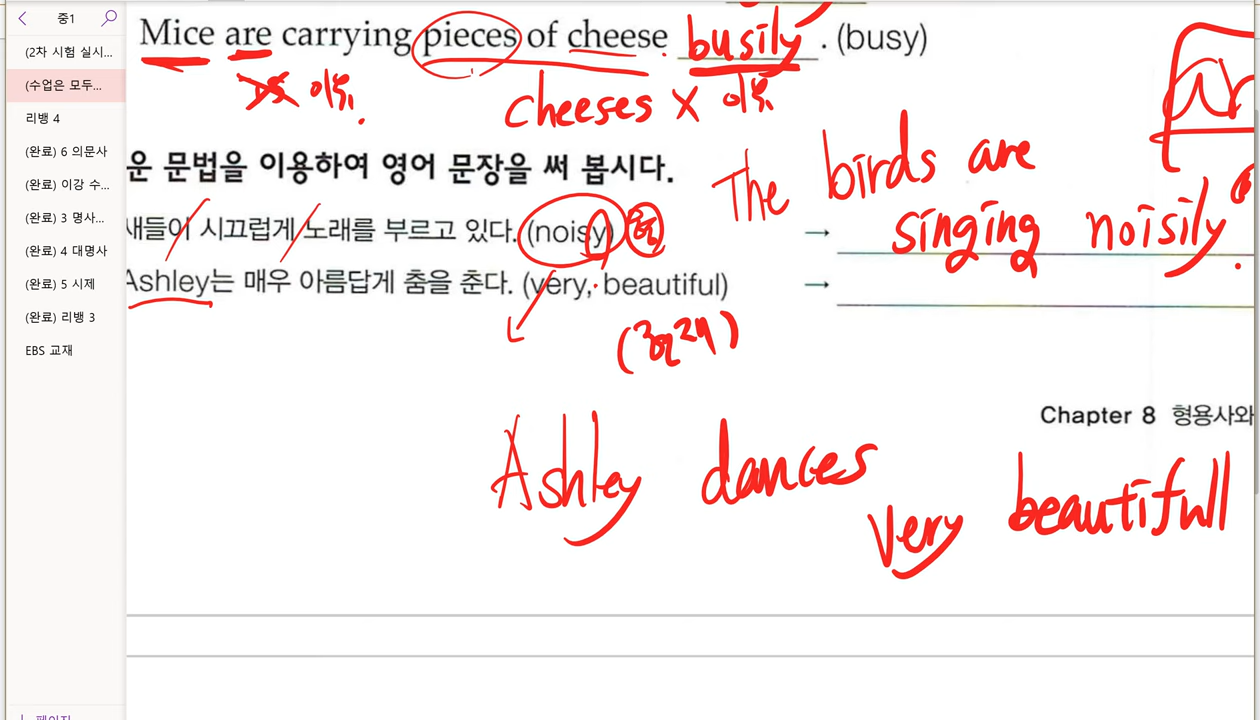 중1
(2차 시험 실시...
(수업은 모두...
리뱅 4
(완료) 6 의문사
(완료) 이강 수...
(완료) 3 명사...
(완료) 4 대명사
(완료) 5 시제
(완료) 리뱅 3
EBS 교재
Mice are carrying pieces of cheese busily. (busy)
이유.
cheeses X 이유
운 문법을 이용하여 영어 문장을 써 봅시다.
The birds are
새들이 시끄럽게 노래를 부르고 있다. (noisy) 형 → singing noisily.
Ashley는 매우 아름답게 춤을 춘다. (very, beautiful) →
Chapter 8 형용사와
Ashley dances
very beautifull